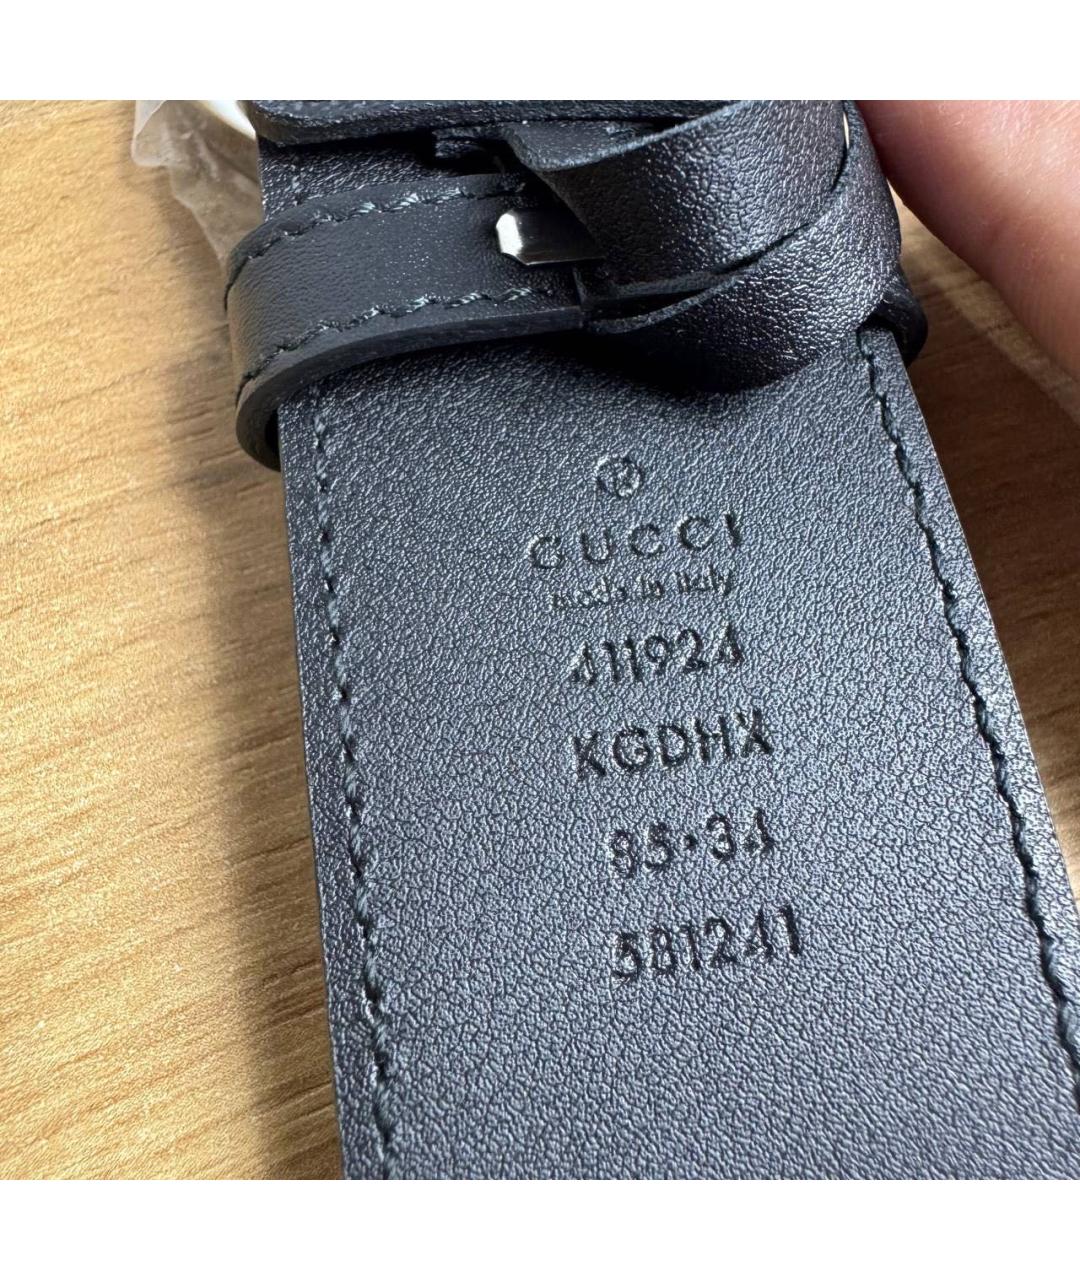 ®
GUCCI
made in italy
411924
KGDHX
85·34
581241